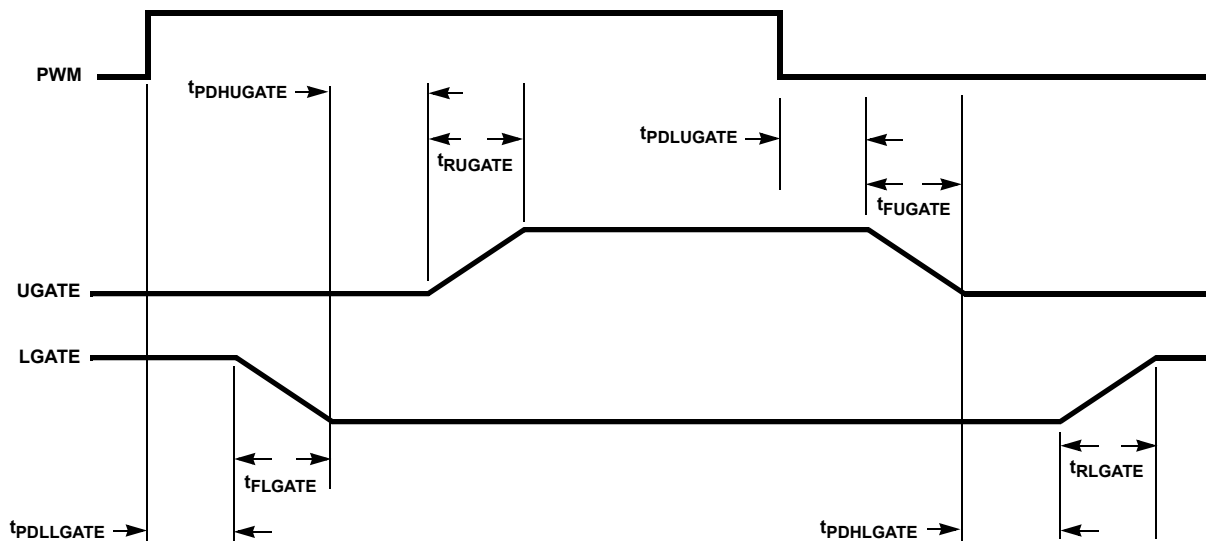 PWM
tPDHUGATE
tRUGATE
tPDLUGATE
tFUGATE
UGATE
LGATE
tFLGATE
tRLGATE
tPDLLGATE
tPDHLGATE